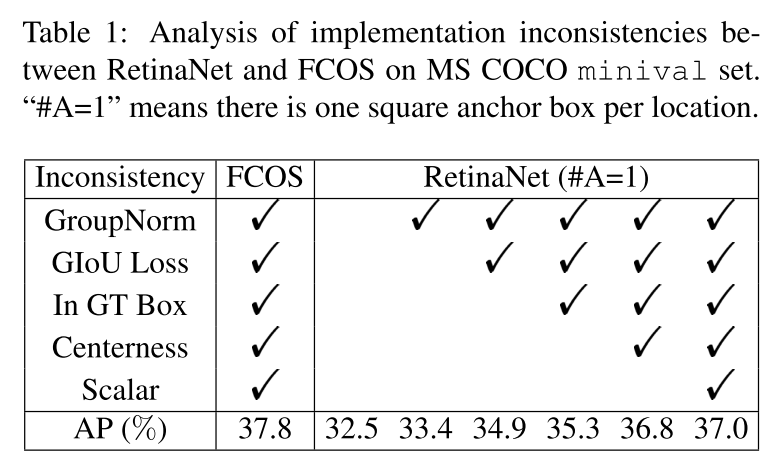 Table 1: Analysis of implementation inconsistencies be-
tween RetinaNet and FCOS on MS COCO minival set.
“#A=1” means there is one square anchor box per location.
Inconsistency FCOS RetinaNet (#A=1)
GroupNorm ✓ ✓ ✓ ✓ ✓ ✓
GIoU Loss ✓ ✓ ✓ ✓ ✓
In GT Box ✓ ✓ ✓ ✓
Centerness ✓ ✓ ✓
Scalar ✓ ✓
AP (%) 37.8 32.5 33.4 34.9 35.3 36.8 37.0